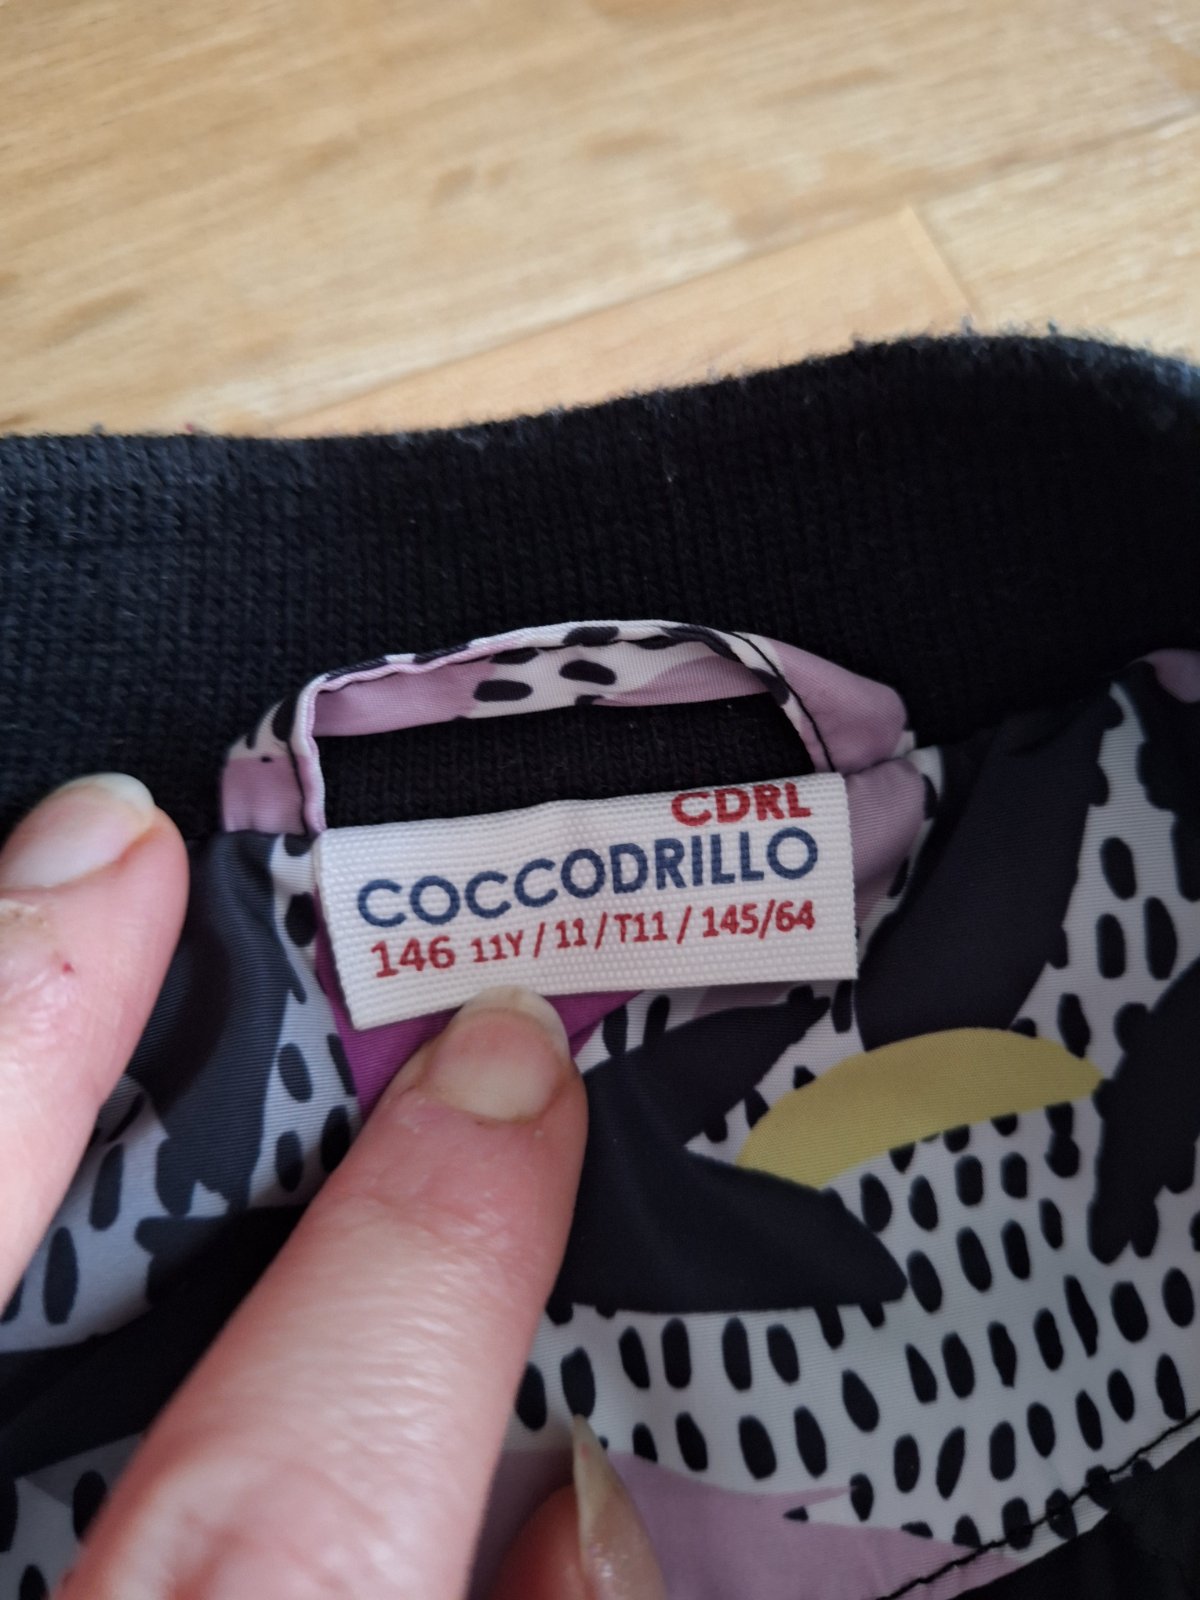 CDRL
COCCODRILLO
146 11Y / 11 / T11 / 145/64